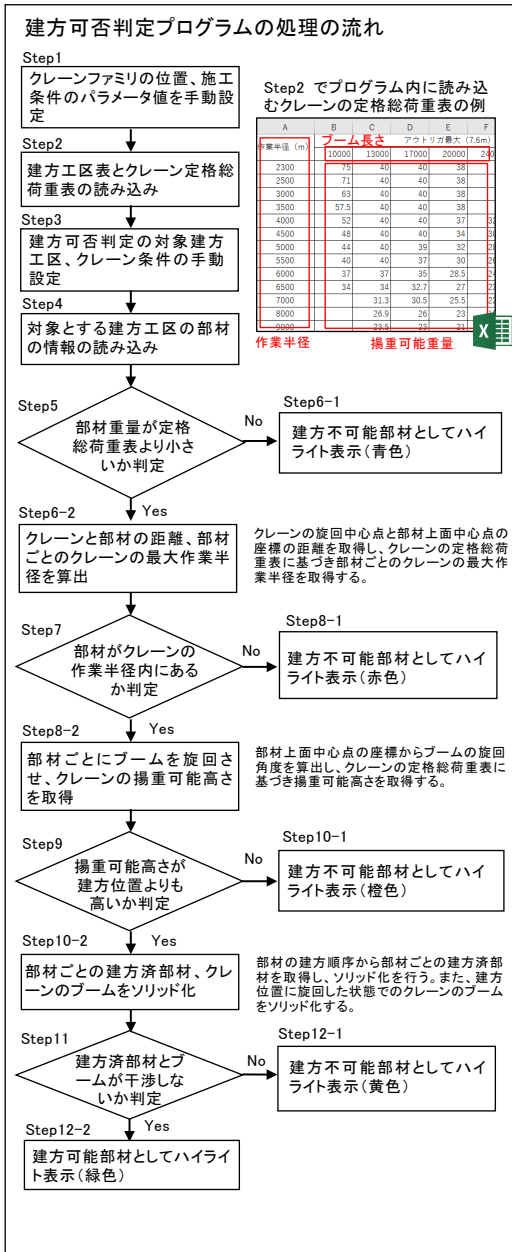 建方可否判定プログラムの処理の流れ
Step1
クレーンファミリの位置、施工
条件のパラメータ値を手動設
定
Step2 でプログラム内に読み込
むクレーンの定格総荷重表の例
A B C D E F
作業半径（m） ブーム長さ アウトリガ最大（7.6m）
10000 13000 17000 20000
2300 75 40 40 38
2500 71 40 40 38
3000 63 40 40 38
3500 57.5 40 40 38
4000 52 40 40 37
4500 48 40 40 34
5000 44 40 39 32
5500 40 40 37 30
6000 37 37 35 28.5
6500 34 34 32.7 27
7000 31.3 30.5 25.5
8000 26.9 26 23
9000 23.5 23 21
X
作業半径
揚重可能重量
Step2
建方工区表とクレーン定格総
荷重表の読み込み
Step3
建方可否判定の対象建方
工区、クレーン条件の手動
設定
Step4
対象とする建方工区の部材
の情報の読み込み
Step5
部材重量が定格
総荷重表より小さ
いか判定
No
Step6-1
建方不可能部材としてハイ
ライト表示（青色）
Yes
Step6-2
クレーンと部材の距離、部材
ごとのクレーンの最大作業半
径を算出
クレーンの旋回中心点と部材上面中心点の
座標の距離を取得し、クレーンの定格総荷
重表に基づき部材ごとのクレーンの最大作
業半径を取得する。
Step7
部材がクレーンの
作業半径内にある
か判定
No
Step8-1
建方不可能部材としてハイ
ライト表示（赤色）
Yes
Step8-2
部材ごとにブームを旋回さ
せ、クレーンの揚重可能高さ
を取得
部材上面中心点の座標からブームの旋回
角度を算出し、クレーンの定格総荷重表に
基づき揚重可能高さを取得する。
Step9
揚重可能高さが
建方位置よりも
高いか判定
No
Step10-1
建方不可能部材としてハイ
ライト表示（橙色）
Yes
Step10-2
部材ごとの建方済部材、クレ
ーンのブームをソリッド化
部材の建方順序から部材ごとの建方済部
材を取得し、ソリッド化を行う。また、建方
位置に旋回した状態でのクレーンのブーム
をソリッド化する。
Step11
建方済部材とブ
ームが干渉しな
いか判定
No
Step12-1
建方不可能部材としてハイ
ライト表示（黄色）
Yes
Step12-2
建方可能部材としてハイライ
ト表示（緑色）